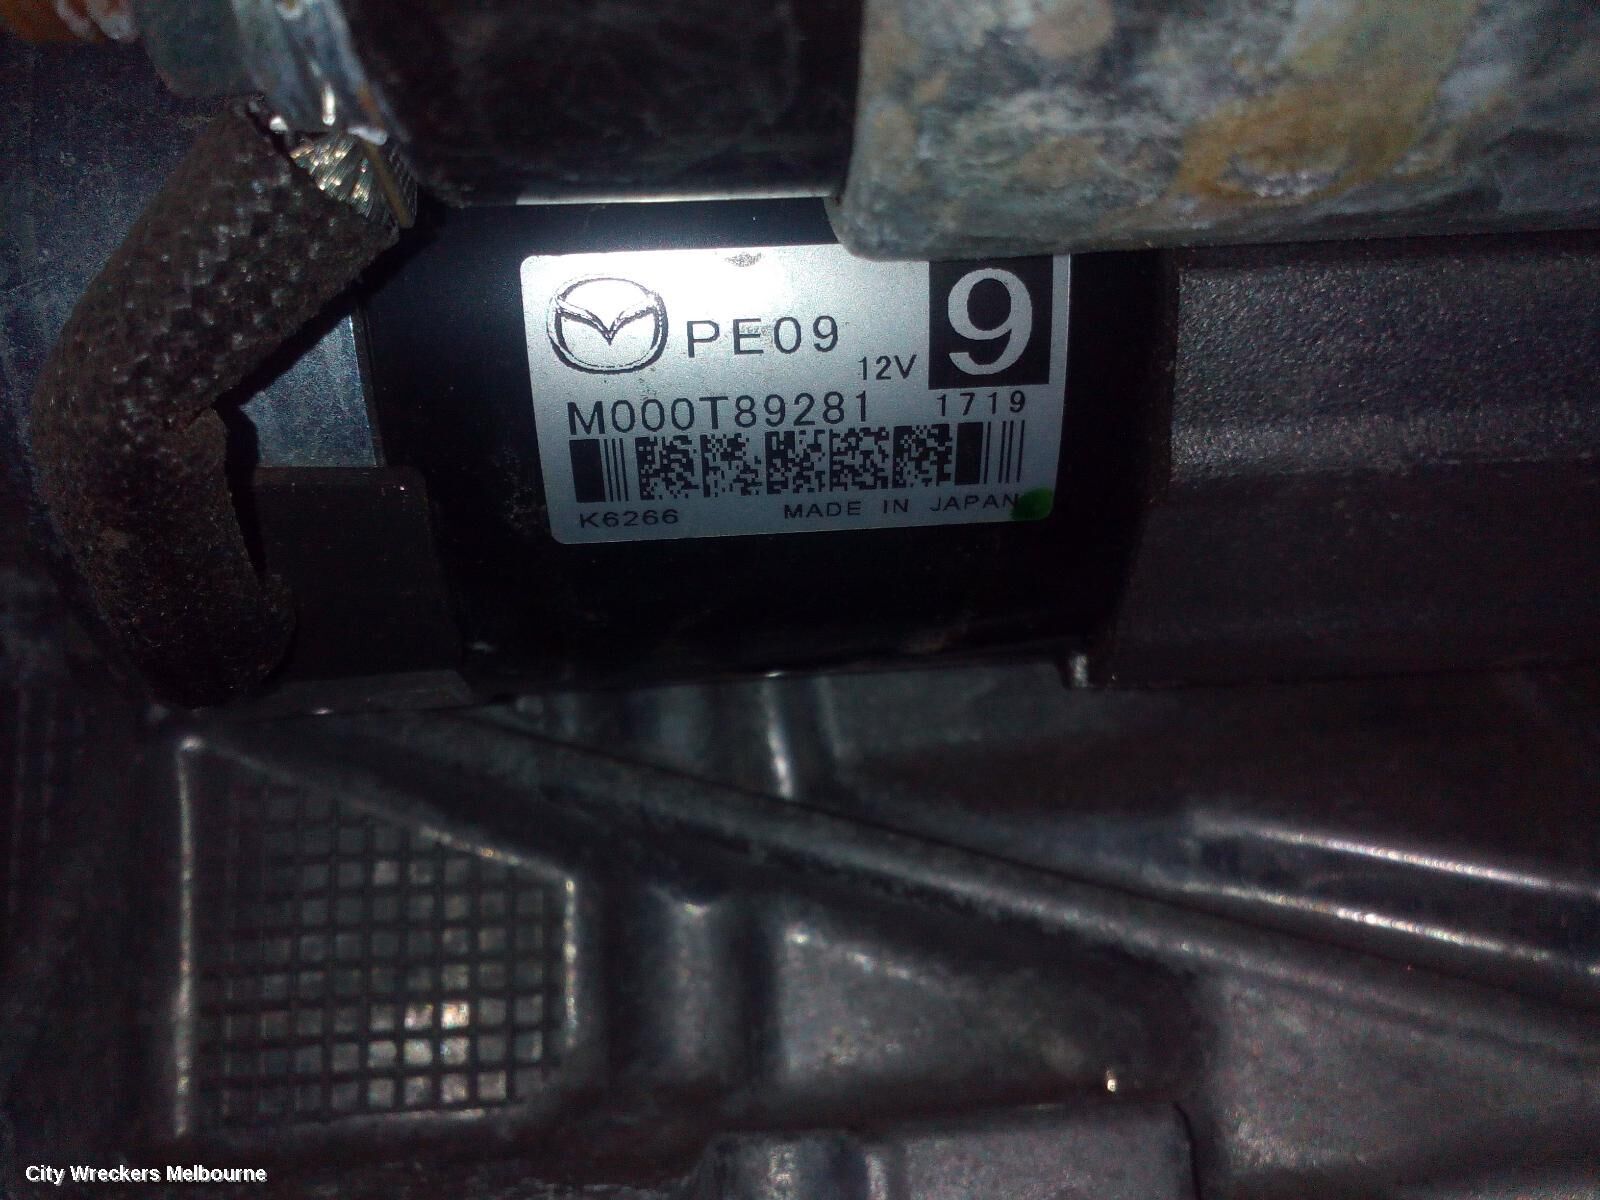 PE09
12V
9
M000T89281 1719
K6266 MADE IN JAPAN
City Wreckers Melbourne